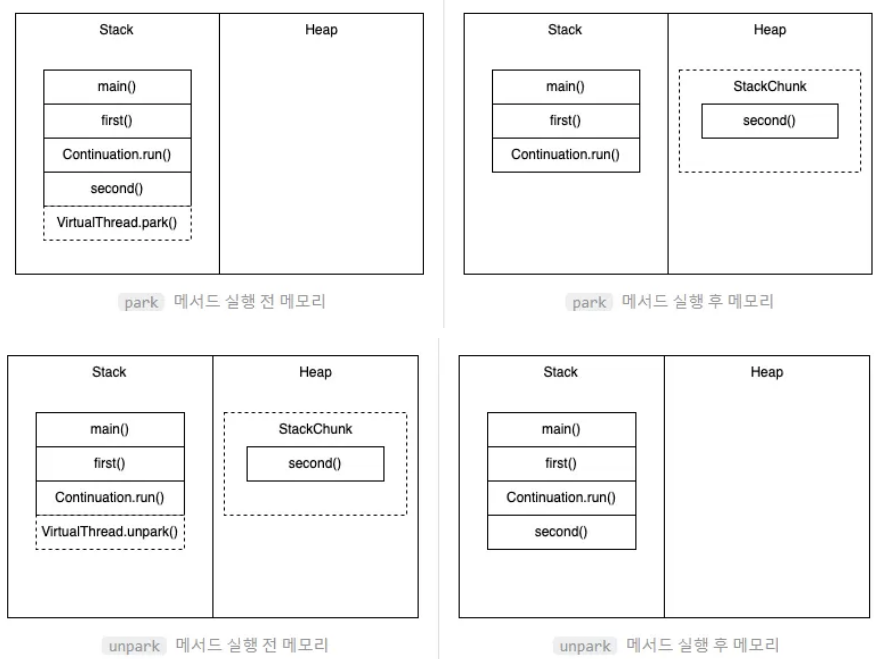 Stack
Heap
main()
first()
Continuation.run()
second()
VirtualThread.park()
park 메서드 실행 전 메모리
Stack
Heap
main()
first()
Continuation.run()
StackChunk
second()
park 메서드 실행 후 메모리
Stack
Heap
main()
first()
Continuation.run()
VirtualThread.unpark()
StackChunk
second()
unpark 메서드 실행 전 메모리
Stack
Heap
main()
first()
Continuation.run()
second()
unpark 메서드 실행 후 메모리